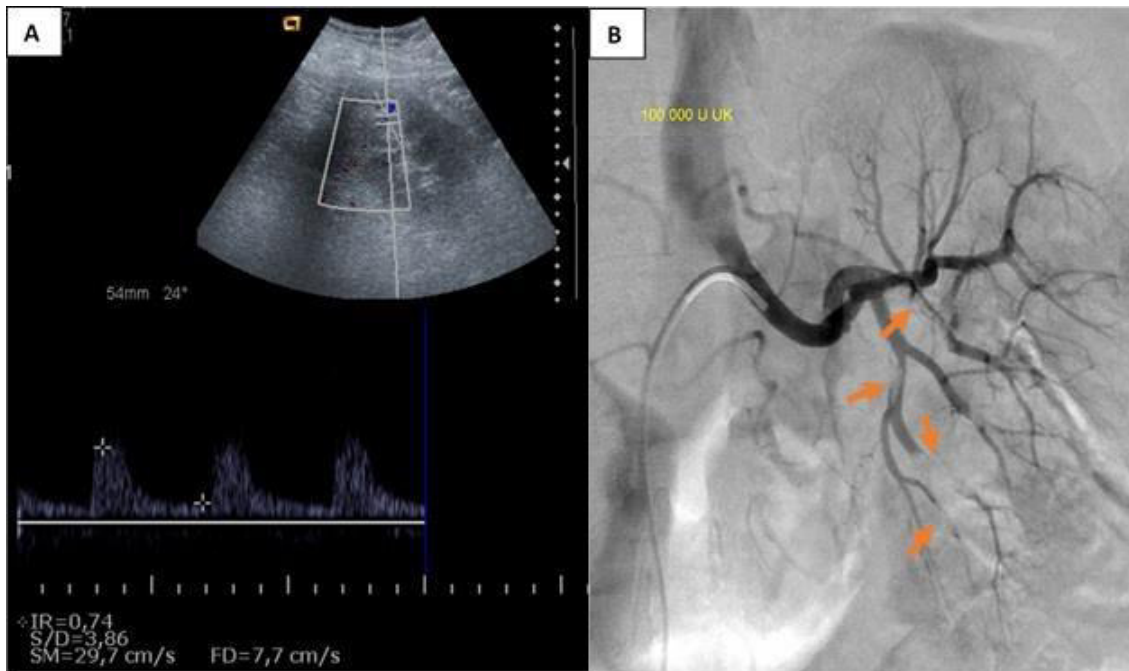 A
B
100 000 U UK
54mm 24°
IR=0,74
S/D=3,86
SM=29,7 cm/s FD=7,7 cm/s